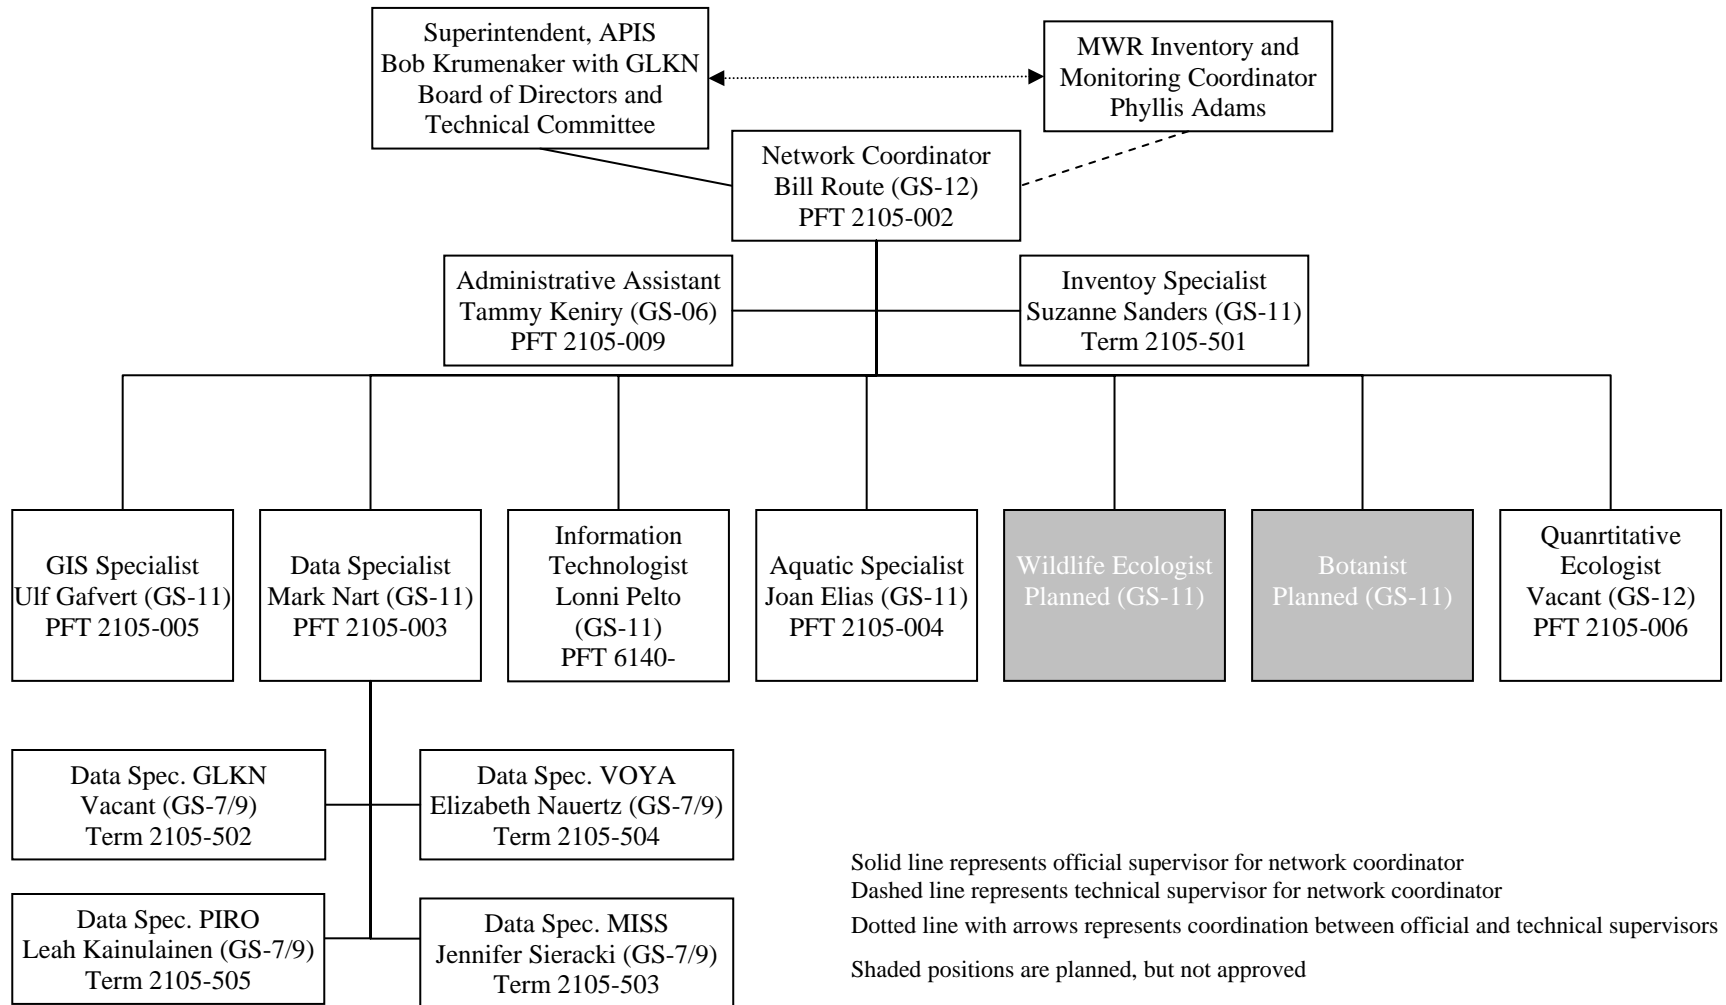 Superintendent, APIS
Bob Krumenaker with GLKN
Board of Directors and
Technical Committee
MWR Inventory and
Monitoring Coordinator
Phyllis Adams
Network Coordinator
Bill Route (GS-12)
PFT 2105-002
Administrative Assistant
Tammy Keniry (GS-06)
PFT 2105-009
Inventoy Specialist
Suzanne Sanders (GS-11)
Term 2105-501
GIS Specialist
Ulf Gafvert (GS-11)
PFT 2105-005
Data Specialist
Mark Nart (GS-11)
PFT 2105-003
Information
Technologist
Lonni Pelto
(GS-11)
PFT 6140-
Aquatic Specialist
Joan Elias (GS-11)
PFT 2105-004
Wildlife Ecologist
Planned (GS-11)
Botanist
Planned (GS-11)
Quanrtitative
Ecologist
Vacant (GS-12)
PFT 2105-006
Data Spec. GLKN
Vacant (GS-7/9)
Term 2105-502
Data Spec. VOYA
Elizabeth Nauertz (GS-7/9)
Term 2105-504
Data Spec. PIRO
Leah Kainulainen (GS-7/9)
Term 2105-505
Data Spec. MISS
Jennifer Sieracki (GS-7/9)
Term 2105-503
Solid line represents official supervisor for network coordinator
Dashed line represents technical supervisor for network coordinator
Dotted line with arrows represents coordination between official and technical supervisors
Shaded positions are planned, but not approved